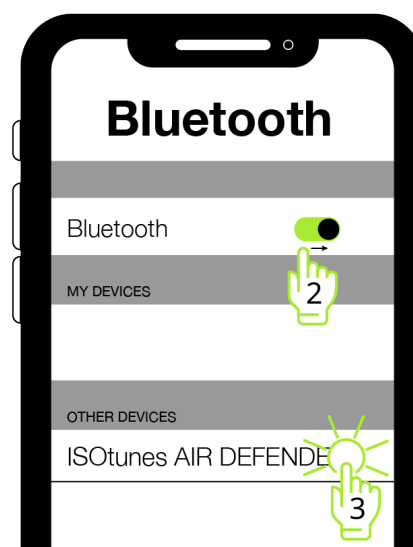 Bluetooth
Bluetooth
2
MY DEVICES
OTHER DEVICES
ISOtunes AIR DEFENDE
3